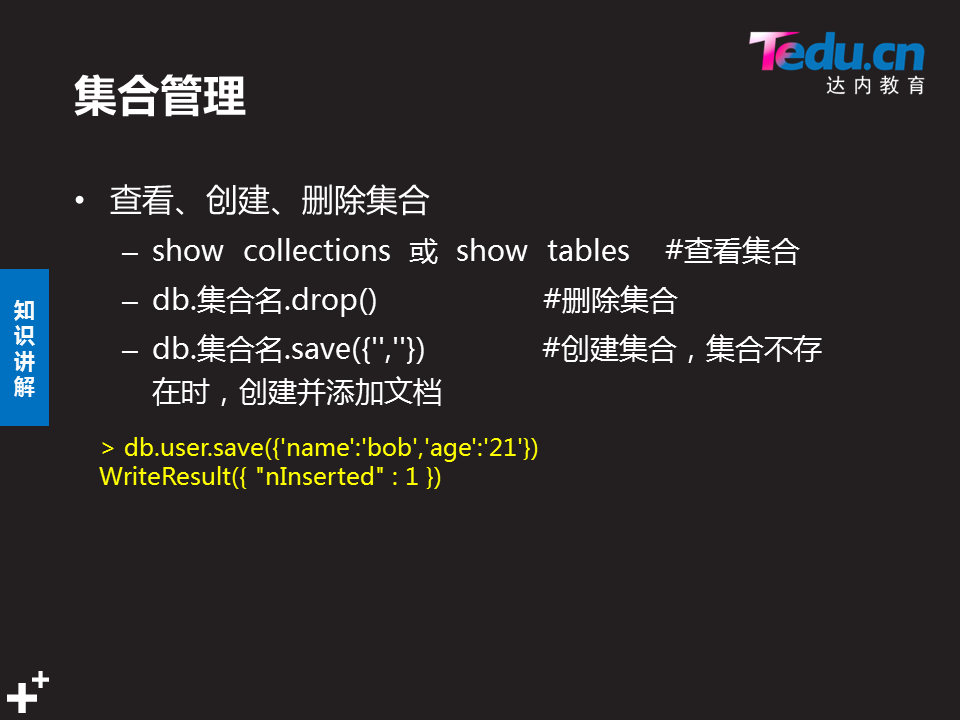 Tedu.cn
达内教育
集合管理
• 查看、创建、删除集合
– show collections 或 show tables #查看集合
– db.集合名.drop() #删除集合
– db.集合名.save({'',''}) #创建集合，集合不存
在时，创建并添加文档
知识讲解
> db.user.save({'name':'bob','age':'21'})
WriteResult({ "nInserted" : 1 })